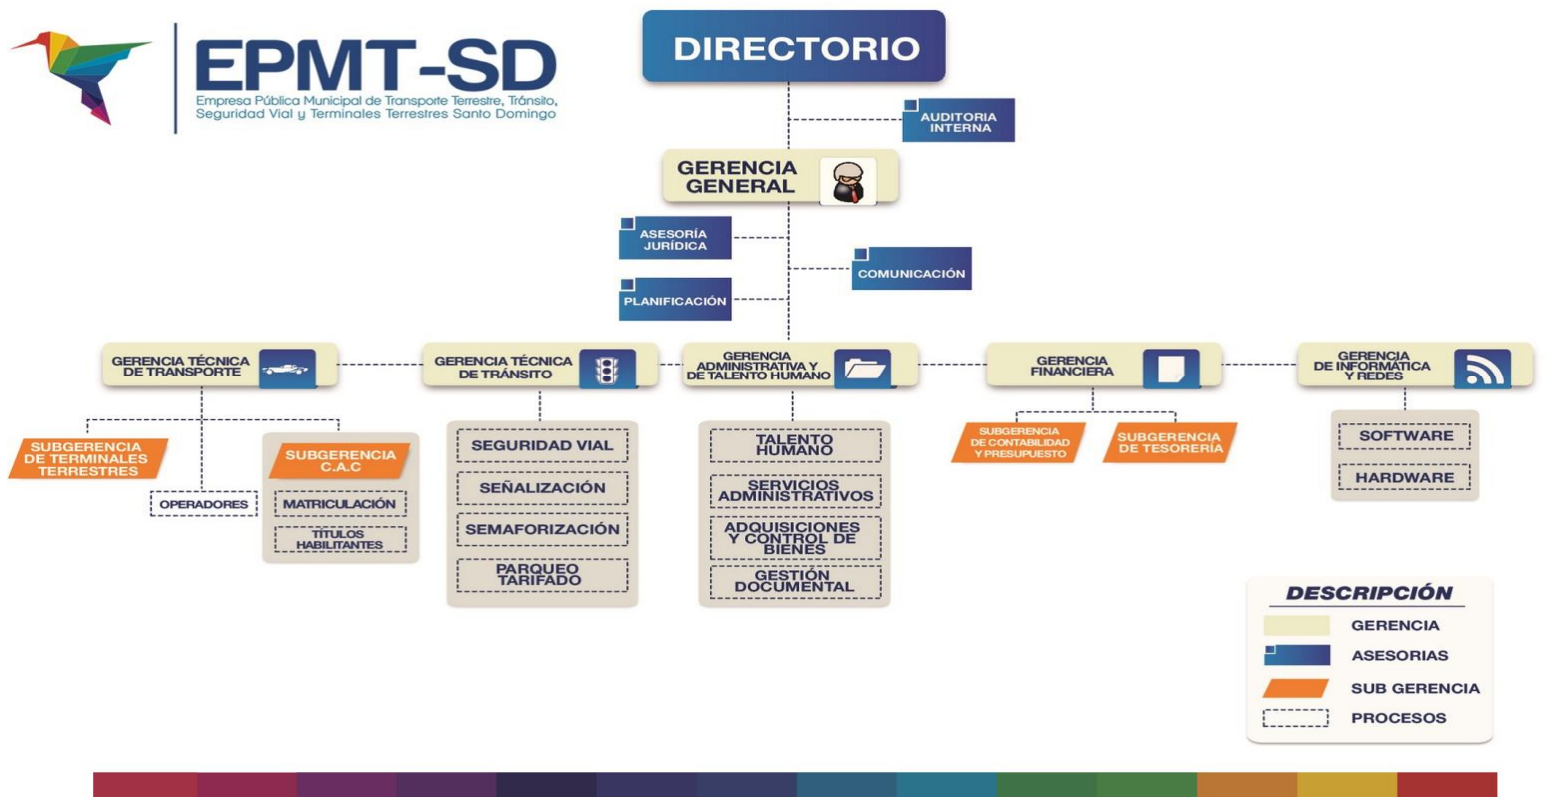 EPMT-SD
Empresa Pública Municipal de Transporte Terrestre, Tránsito,
Seguridad Vial y Terminales Terrestres Santo Domingo
DIRECTORIO
AUDITORIA
INTERNA
GERENCIA
GENERAL
ASESORÍA
JURÍDICA
COMUNICACIÓN
PLANIFICACIÓN
GERENCIA TÉCNICA
DE TRANSPORTE
GERENCIA TÉCNICA
DE TRÁNSITO
GERENCIA
ADMINISTRATIVA Y
DE TALENTO HUMANO
GERENCIA
FINANCIERA
GERENCIA
DE INFORMÁTICA
Y REDES
SUBGERENCIA
DE TERMINALES
TERRESTRES
OPERADORES
SUBGERENCIA
C.A.C
MATRICULACIÓN
TÍTULOS
HABILITANTES
SEGURIDAD VIAL
SEÑALIZACIÓN
SEMAFORIZACIÓN
PARQUEO
TARIFADO
TALENTO
HUMANO
SERVICIOS
ADMINISTRATIVOS
ADQUISICIONES
Y CONTROL DE
BIENES
GESTIÓN
DOCUMENTAL
SUBGERENCIA
DE CONTABILIDAD
Y PRESUPUESTO
SUBGERENCIA
DE TESORERÍA
SOFTWARE
HARDWARE
DESCRIPCIÓN
GERENCIA
ASESORIAS
SUB GERENCIA
PROCESOS